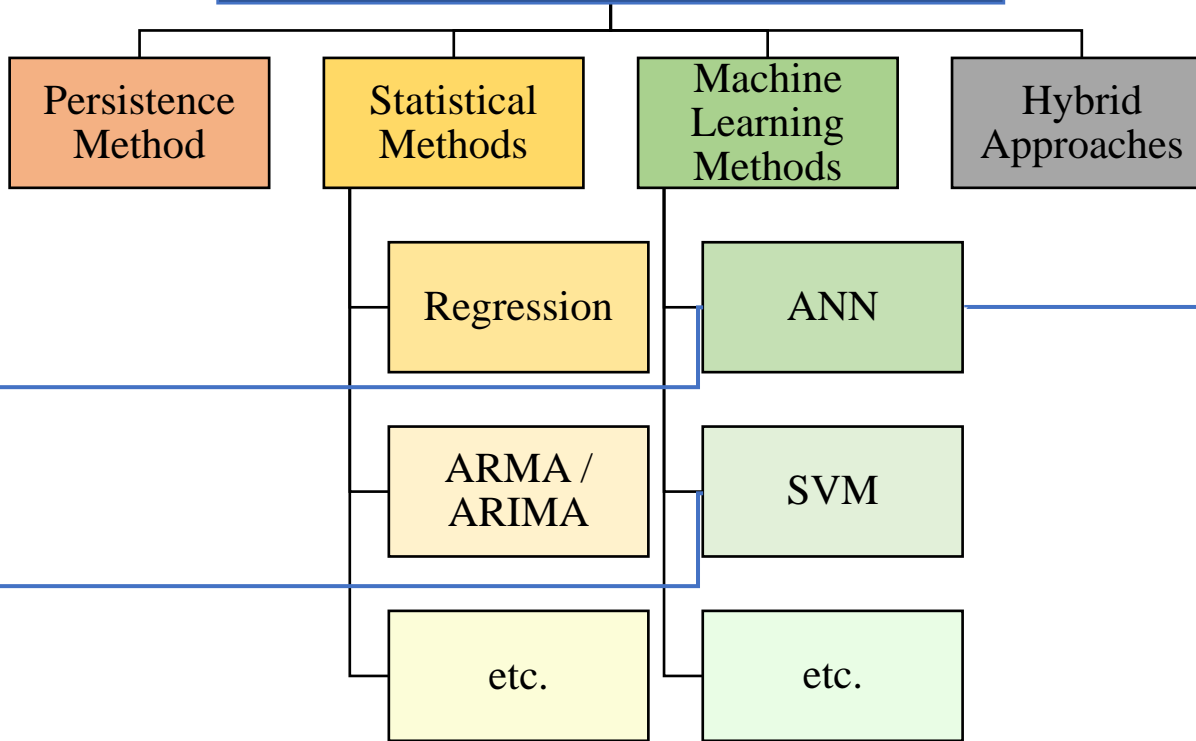 Persistence
Method
Statistical
Methods
Machine
Learning
Methods
Hybrid
Approaches
Regression
ANN
ARMA /
ARIMA
SVM
etc.
etc.